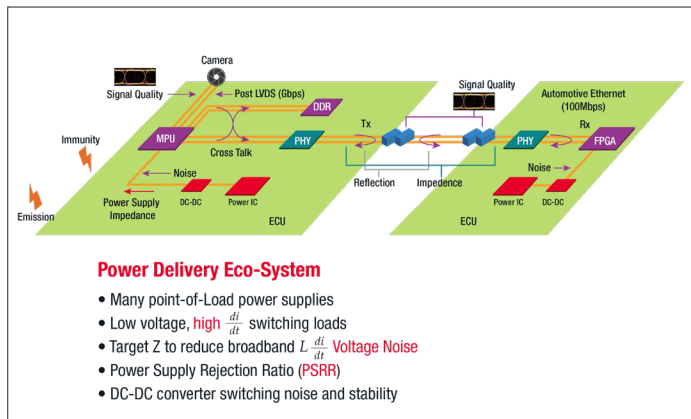 Camera
Signal Quality
Post LVDS (Gbps)
DDR
MPU
Cross Talk
PHY
Tx
Signal Quality
Automotive Ethernet
(100Mbps)
PHY
Rx
FPGA
Immunity
Emission
Noise
Power Supply
Impedance
DC-DC
Power IC
ECU
Reflection
Impedence
Noise
Power IC
DC-DC
ECU
Power Delivery Eco-System
• Many point-of-Load power supplies
• Low voltage, high di/dt switching loads
• Target Z to reduce broadband L di/dt Voltage Noise
• Power Supply Rejection Ratio (PSRR)
• DC-DC converter switching noise and stability